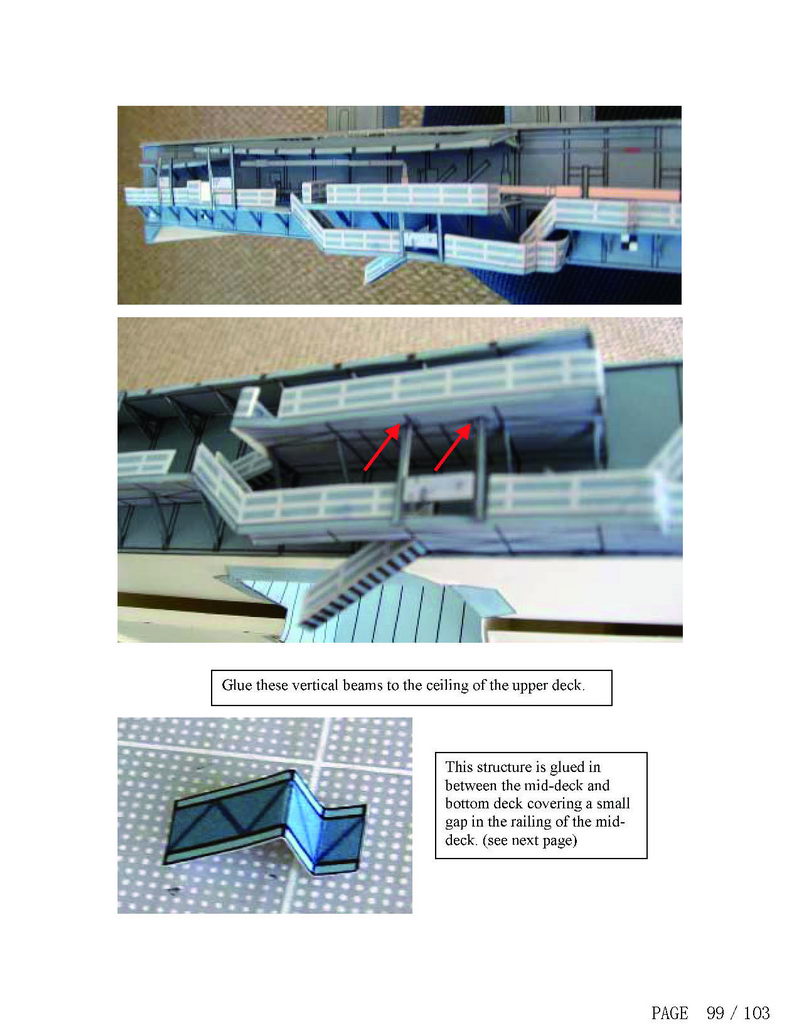 Glue these vertical beams to the ceiling of the upper deck.
This structure is glued in
between the mid-deck and
bottom deck covering a small
gap in the railing of the mid-
deck. (see next page)
PAGE 99 / 103